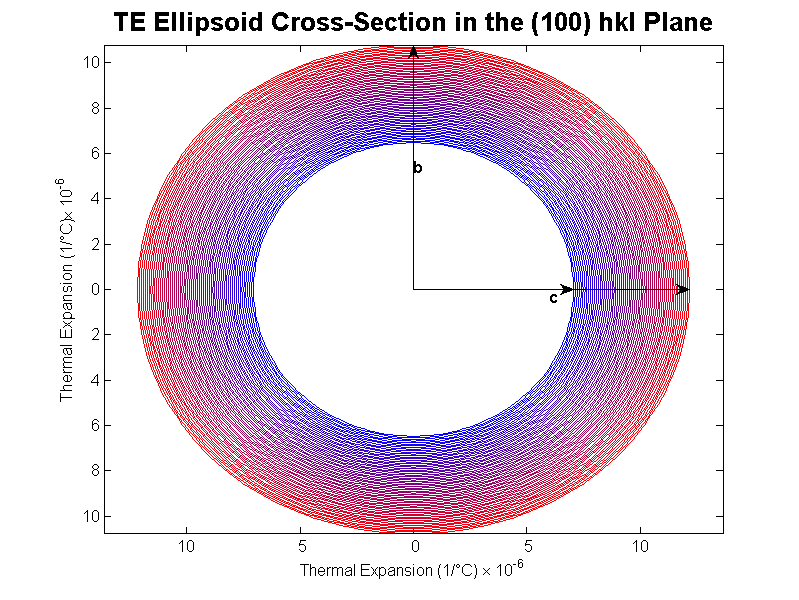 TE Ellipsoid Cross-Section in the (100) hkl Plane
10
8
6
4
2
0
2
4
6
8
10
Thermal Expansion (1/°C)× 10⁻⁶
b
c
10 5 0 5 10
Thermal Expansion (1/°C) × 10⁻⁶